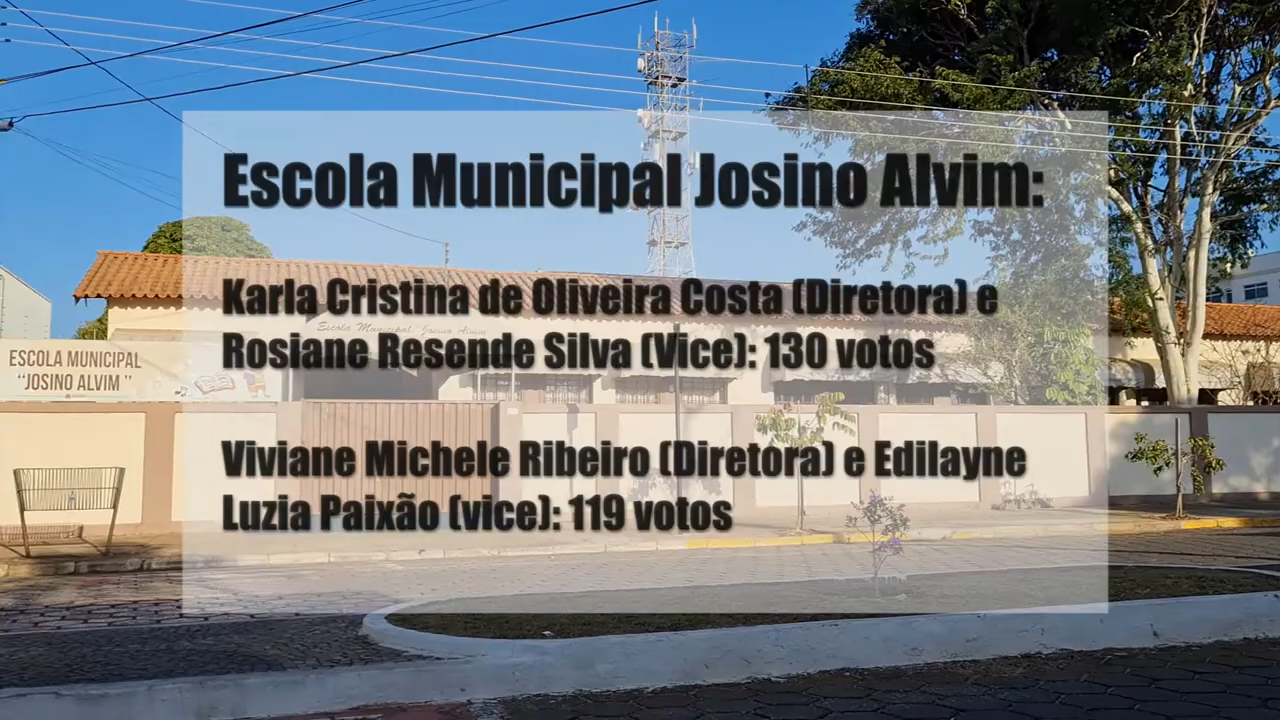 Escola Municipal Josino Alvim:
Karla Cristina de Oliveira Costa (Diretora) e
Rosiane Resende Silva (Vice): 130 votos
Escola Municipal "Josino Alvim"
ESCOLA MUNICIPAL
“JOSINO ALVIM ”
Viviane Michele Ribeiro (Diretora) e Edilayne
Luzia Paixão (vice): 119 votos